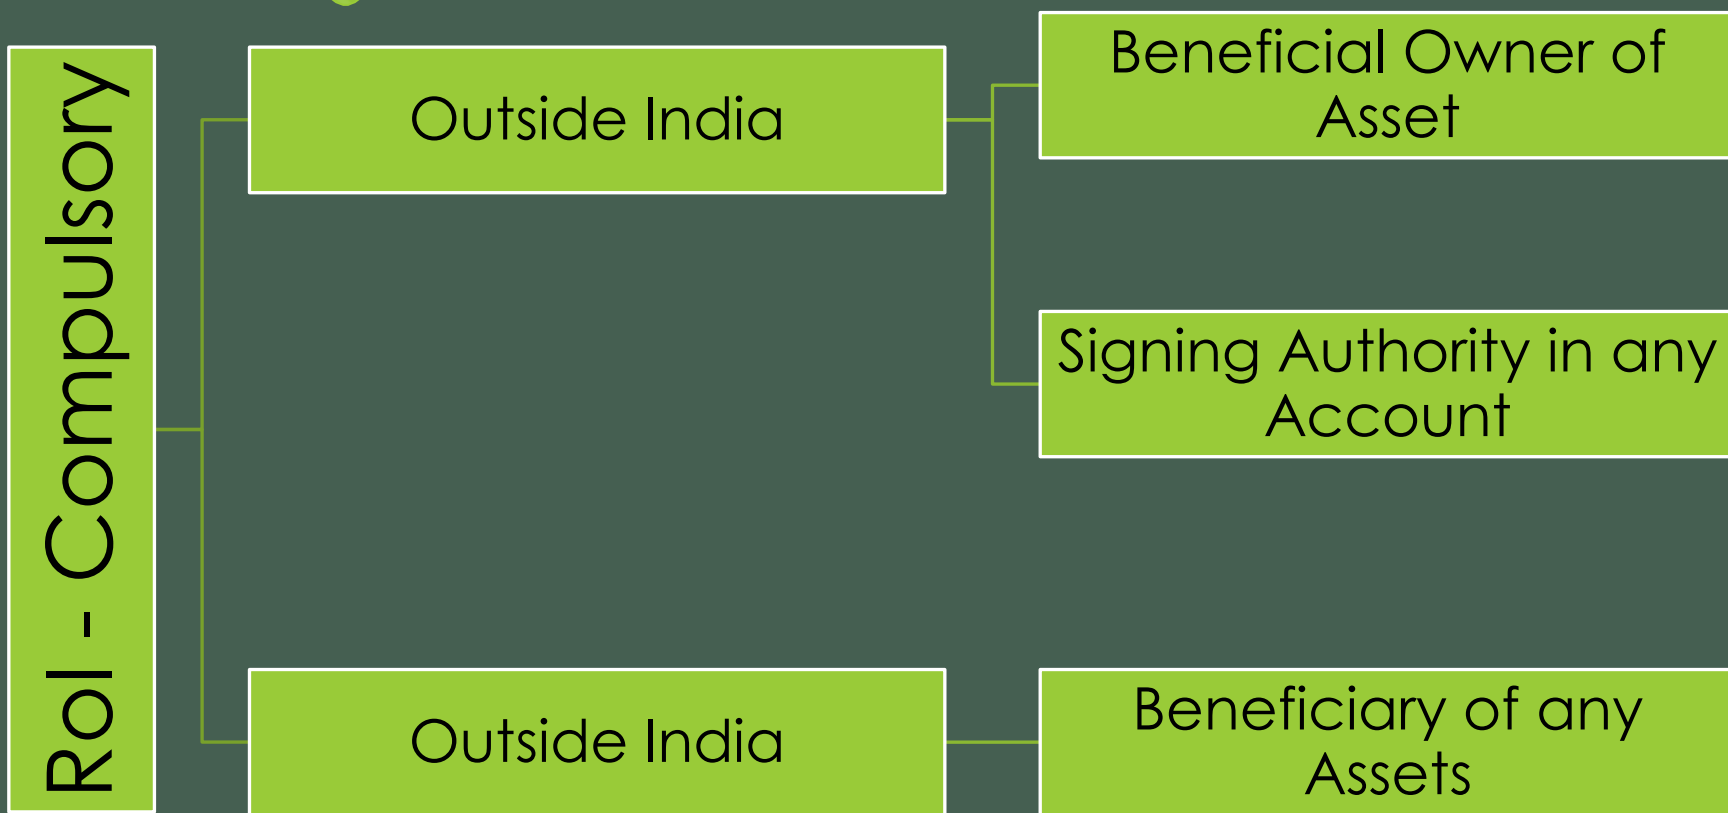 RoI - Compulsory
Outside India
Beneficial Owner of
Asset
Signing Authority in any
Account
Outside India
Beneficiary of any
Assets